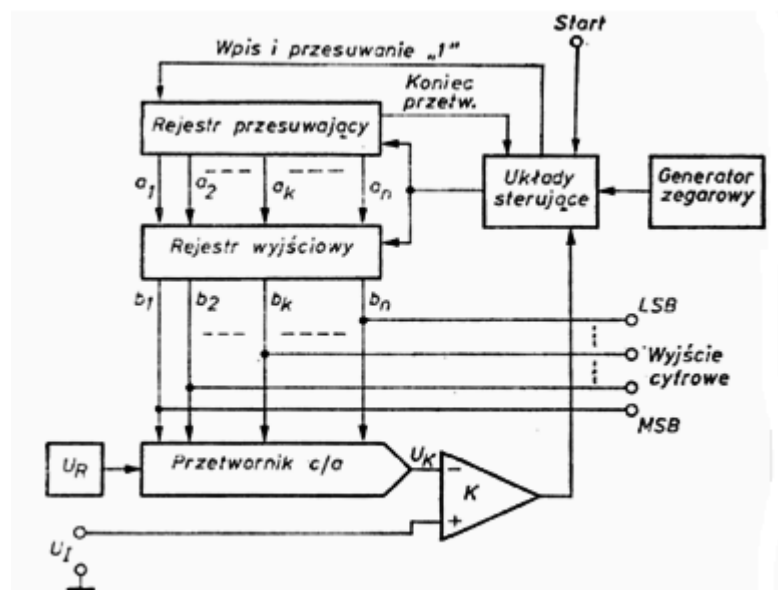 Start
Wpis i przesuwanie „1"
Koniec
przetw.
Rejestr przesuwający
Układy
sterujące
Generator
zegarowy
a1 a2 ak an
Rejestr wyjściowy
b1 b2 bk bn
LSB
Wyjście
cyfrowe
MSB
UR
Przetwornik c/a
UK
−
K
+
UI